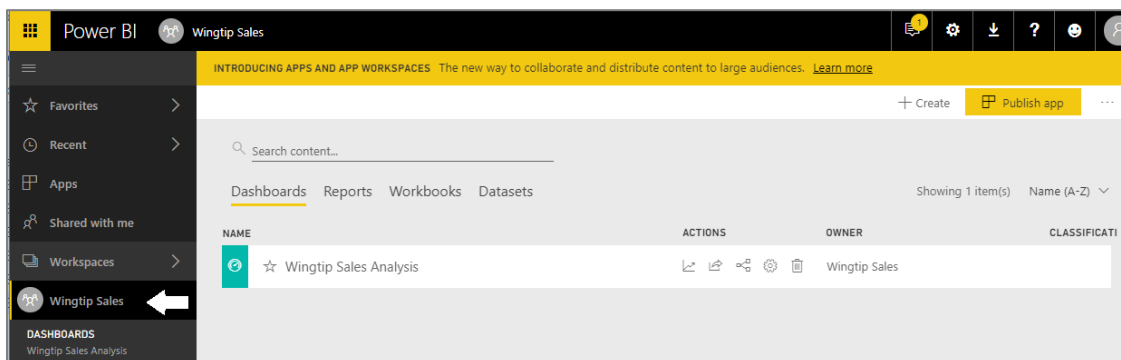 Power BI Wingtip Sales 1 ?
INTRODUCING APPS AND APP WORKSPACES The new way to collaborate and distribute content to large audiences. Learn more
Favorites
+ Create Publish app ...
Recent
Search content...
Apps
Dashboards Reports Workbooks Datasets Showing 1 item(s) Name (A-Z)
Shared with me
NAME ACTIONS OWNER CLASSIFICATI
Workspaces
Wingtip Sales Analysis Wingtip Sales
Wingtip Sales
DASHBOARDS
Wingtip Sales Analysis